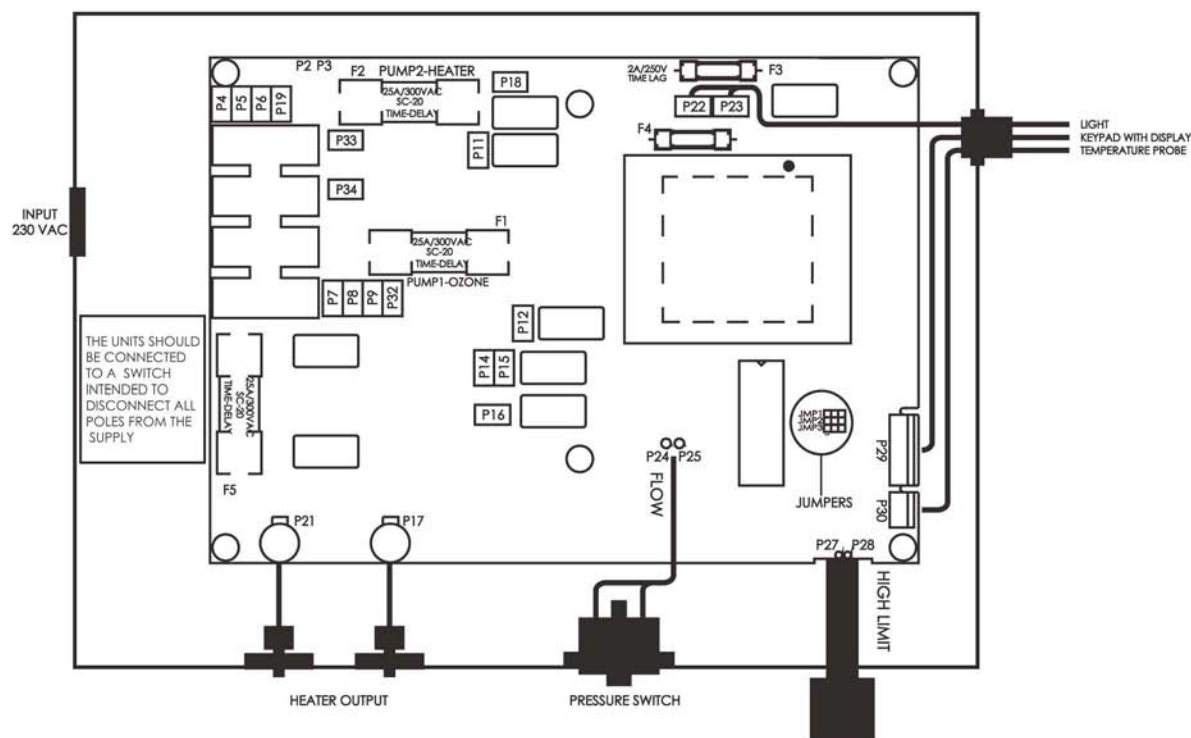 P2 P3
F2
PUMP2-HEATER
P18
2A/250V
TIME LAG
F3
P4
P5
P6
P19
25A/300VAC
SC-20
TIME-DELAY
P22
P23
P33
P11
F4
LIGHT
KEYPAD WITH DISPLAY
TEMPERATURE PROBE
P34
INPUT
230 VAC
F1
25A/300VAC
SC-20
TIME-DELAY
PUMP1-OZONE
P7
P8
P9
P32
P12
THE UNITS SHOULD
BE CONNECTED
TO A SWITCH
INTENDED TO
DISCONNECT ALL
POLES FROM THE
SUPPLY
25A/300VAC
SC-20
TIME-DELAY
F5
P14
P15
P16
JMP1
JMP2
JMP3
JUMPERS
P24
P25
FLOW
P29
P30
P21
P17
P27
P28
HIGH LIMIT
HEATER OUTPUT
PRESSURE SWITCH